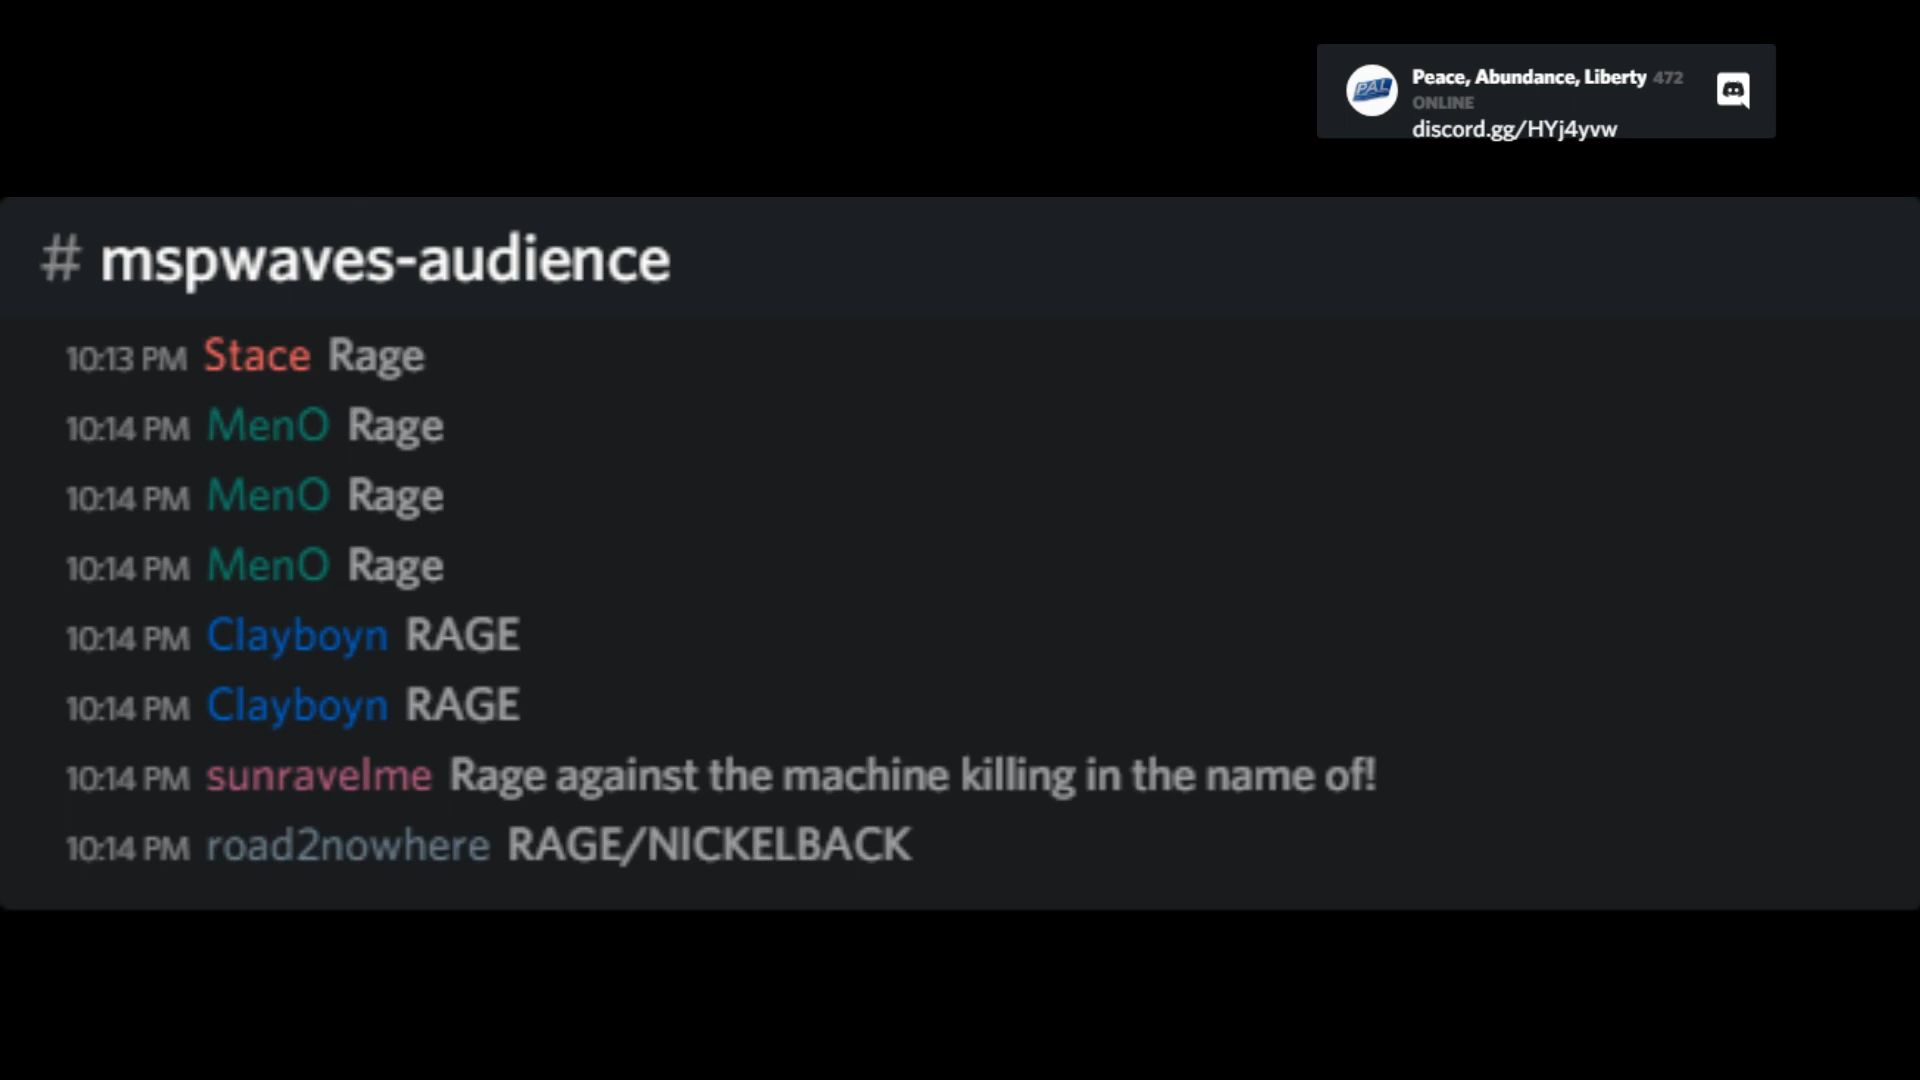 PAL
Peace, Abundance, Liberty 472
ONLINE
discord.gg/HYj4yvw
# mspwaves-audience
10:13 PM Stace Rage
10:14 PM MenO Rage
10:14 PM MenO Rage
10:14 PM MenO Rage
10:14 PM Clayboyn RAGE
10:14 PM Clayboyn RAGE
10:14 PM sunravelme Rage against the machine killing in the name of!
10:14 PM road2nowhere RAGE/NICKELBACK